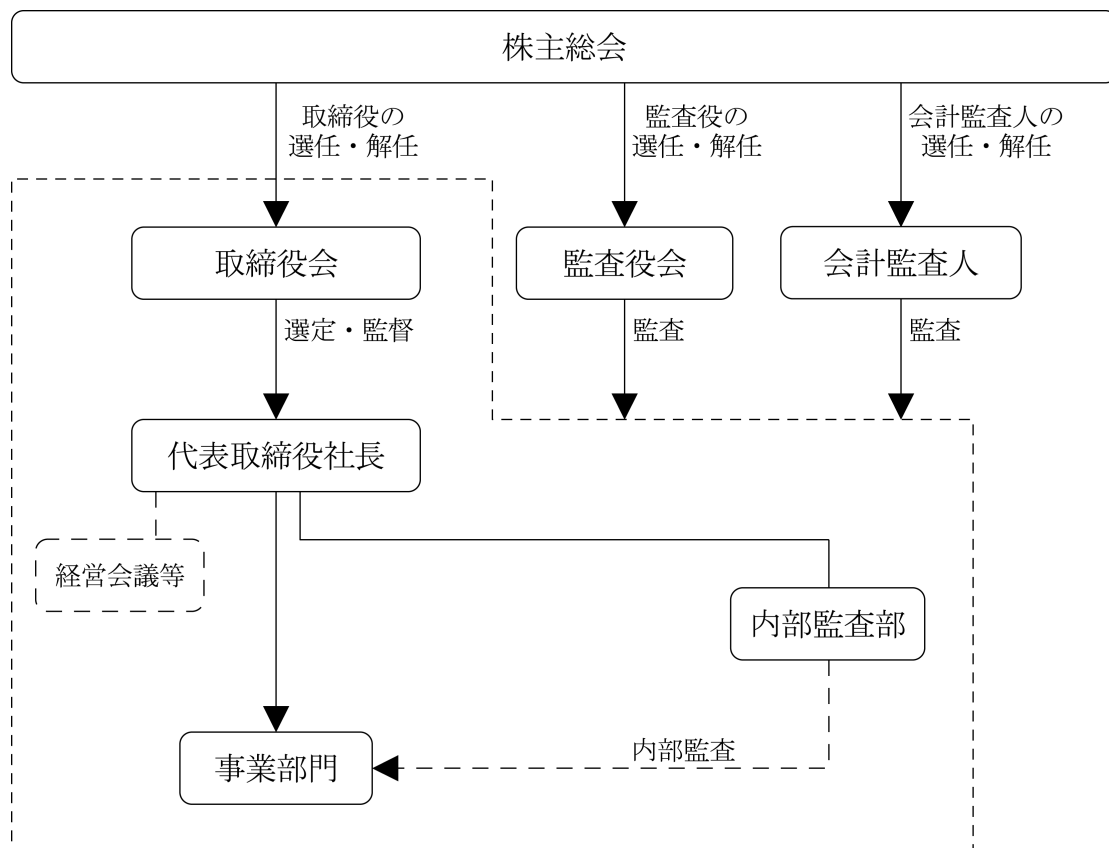 株主総会
取締役の
選任・解任
監査役の
選任・解任
会計監査人の
選任・解任
取締役会
監査役会
会計監査人
選定・監督
監査
監査
代表取締役社長
経営会議等
内部監査部
内部監査
事業部門